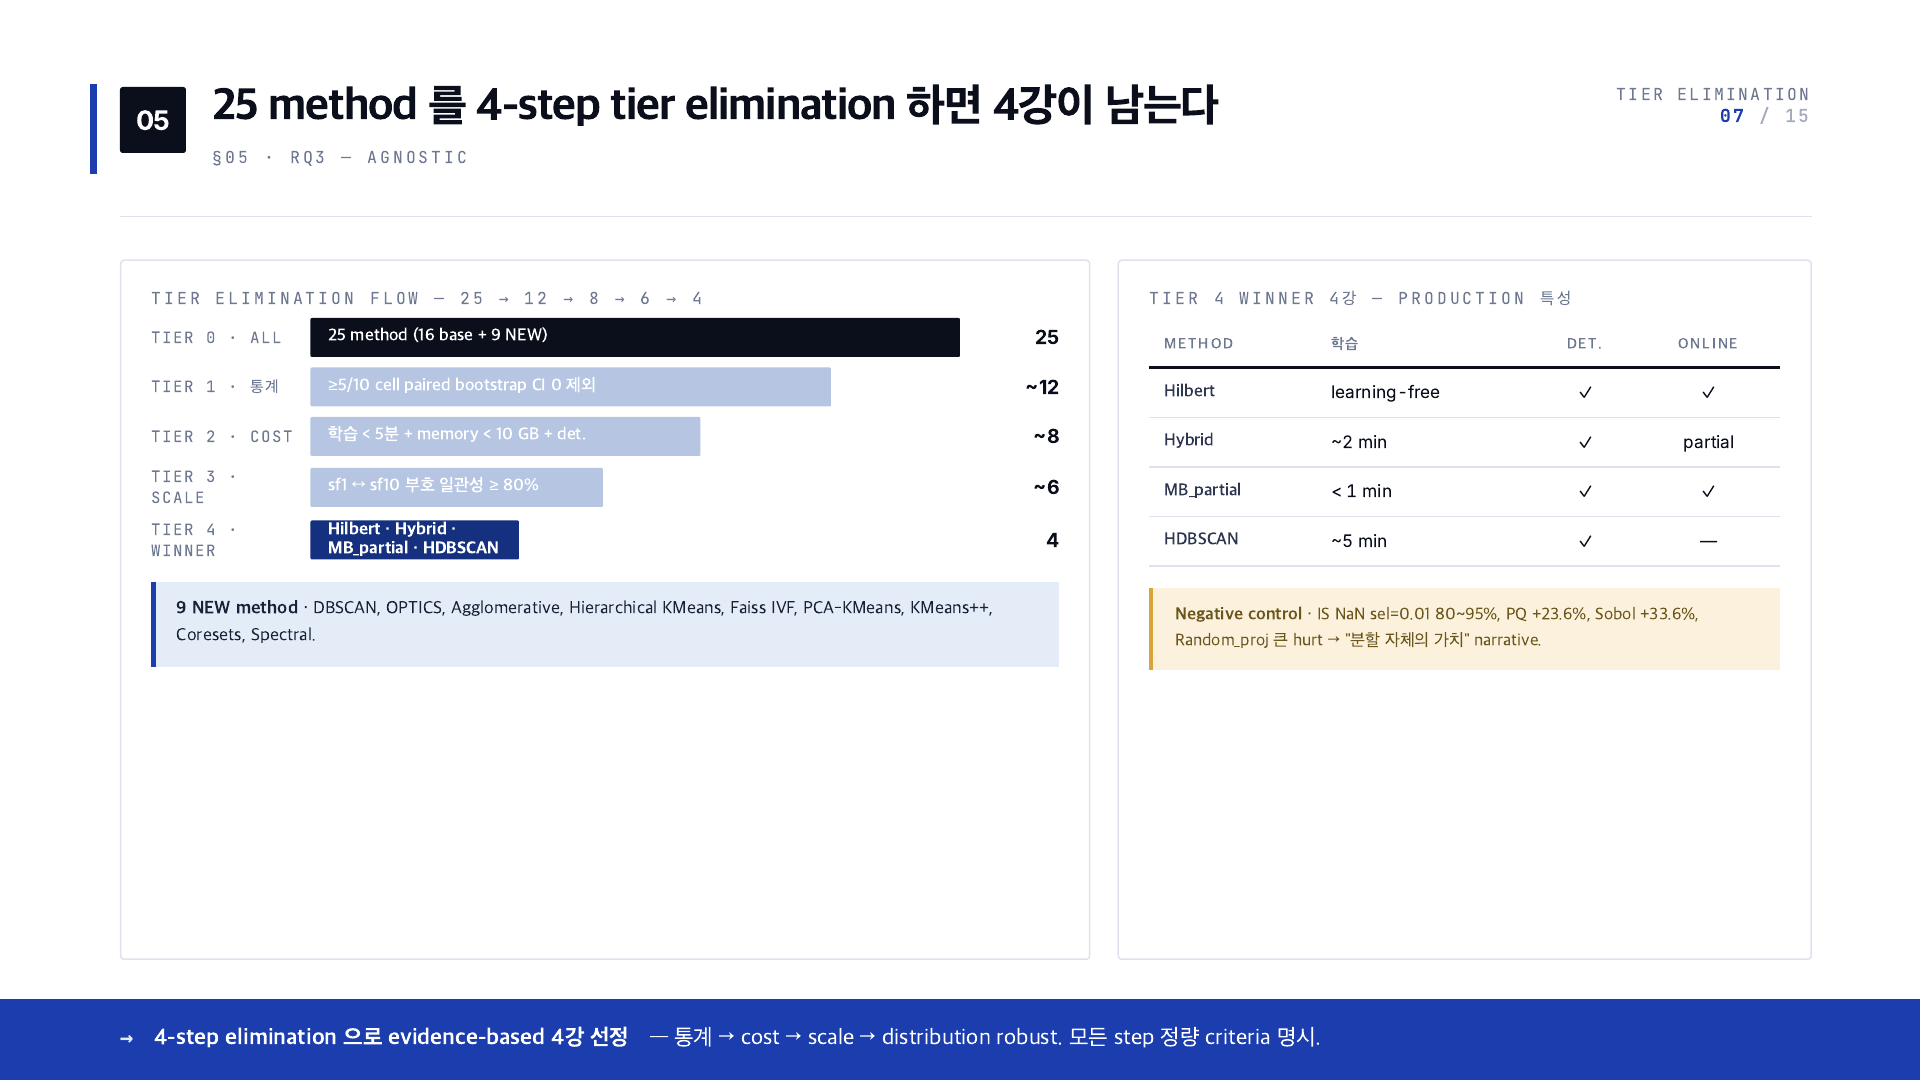 05
25 method 를 4-step tier elimination 하면 4강이 남는다
§05 · RQ3 — AGNOSTIC
TIER ELIMINATION
07 / 15
TIER ELIMINATION FLOW — 25 → 12 → 8 → 6 → 4
TIER 0 · ALL
25 method (16 base + 9 NEW)
25
TIER 1 · 통계
≥5/10 cell paired bootstrap CI 0 제외
~12
TIER 2 · COST
학습 < 5분 + memory < 10 GB + det.
~8
TIER 3 ·
SCALE
sf1 ↔ sf10 부호 일관성 ≥ 80%
~6
TIER 4 ·
WINNER
Hilbert · Hybrid ·
MB_partial · HDBSCAN
4
9 NEW method · DBSCAN, OPTICS, Agglomerative, Hierarchical KMeans, Faiss IVF, PCA-KMeans, KMeans++,
Coresets, Spectral.
TIER 4 WINNER 4강 — PRODUCTION 특성
METHOD 학습 DET. ONLINE
Hilbert learning-free ✓ ✓
Hybrid ~2 min ✓ partial
MB_partial < 1 min ✓ ✓
HDBSCAN ~5 min ✓ —
Negative control · IS NaN sel=0.01 80~95%, PQ +23.6%, Sobol +33.6%,
Random_proj 큰 hurt → "분할 자체의 가치" narrative.
→ 4-step elimination 으로 evidence-based 4강 선정 — 통계 → cost → scale → distribution robust. 모든 step 정량 criteria 명시.